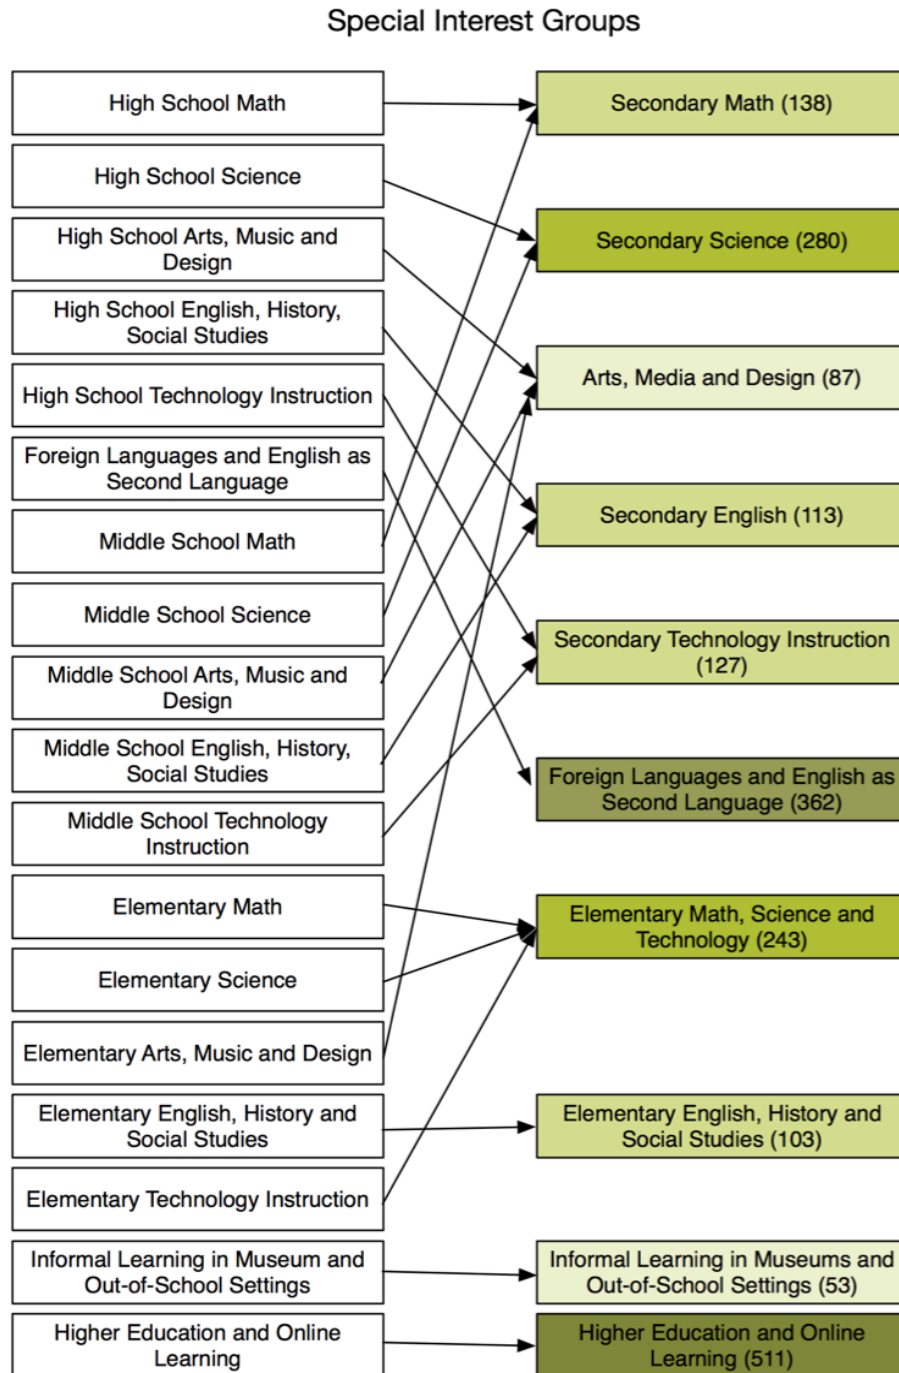 Special Interest Groups
High School Math
High School Science
High School Arts, Music and
Design
High School English, History,
Social Studies
High School Technology Instruction
Foreign Languages and English as
Second Language
Middle School Math
Middle School Science
Middle School Arts, Music and
Design
Middle School English, History,
Social Studies
Middle School Technology
Instruction
Elementary Math
Elementary Science
Elementary Arts, Music and Design
Elementary English, History and
Social Studies
Elementary Technology Instruction
Informal Learning in Museum and
Out-of-School Settings
Higher Education and Online
Learning
Secondary Math (138)
Secondary Science (280)
Arts, Media and Design (87)
Secondary English (113)
Secondary Technology Instruction
(127)
Foreign Languages and English as
Second Language (362)
Elementary Math, Science and
Technology (243)
Elementary English, History and
Social Studies (103)
Informal Learning in Museums and
Out-of-School Settings (53)
Higher Education and Online
Learning (511)